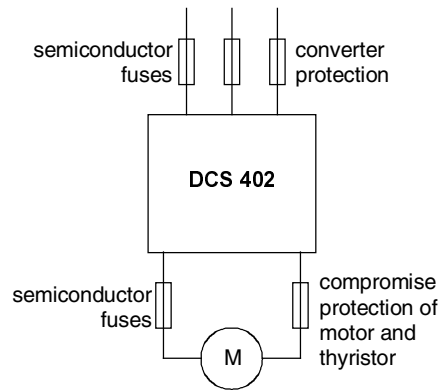 semiconductor
fuses
converter
protection
DCS 402
semiconductor
fuses
compromise
protection of
motor and
thyristor
M